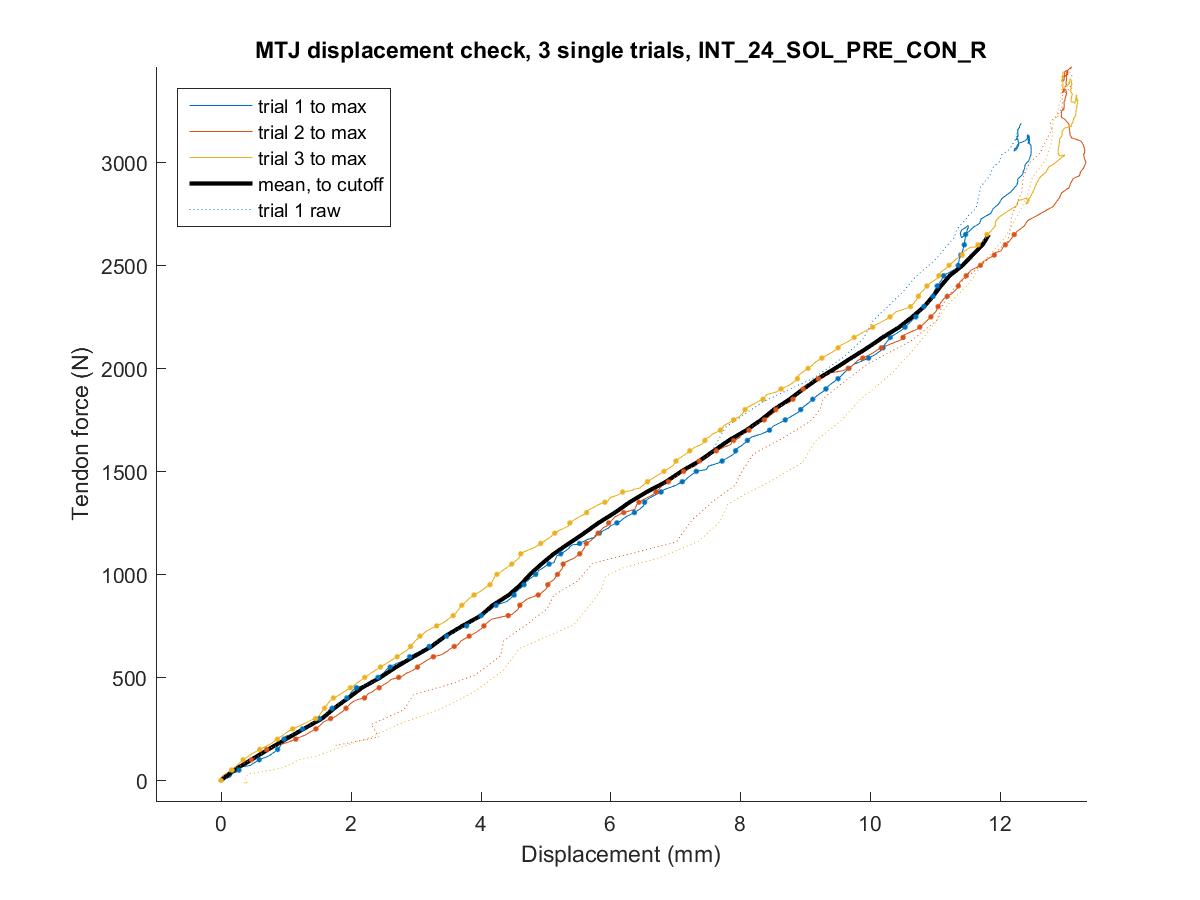 MTJ displacement check, 3 single trials, INT_24_SOL_PRE_CON_R
trial 1 to max
trial 2 to max
trial 3 to max
mean, to cutoff
trial 1 raw
3000
2500
2000
1500
1000
500
0
Tendon force (N)
0 2 4 6 8 10 12
Displacement (mm)